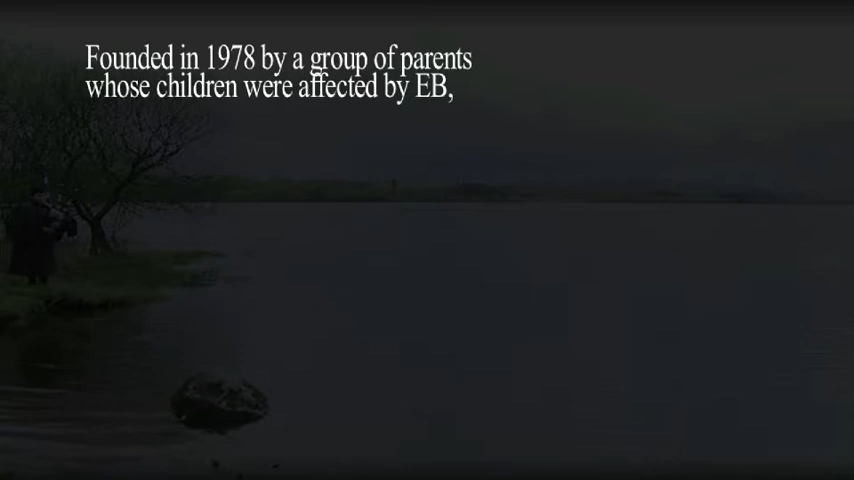 Founded in 1978 by a group of parents
whose children were affected by EB,